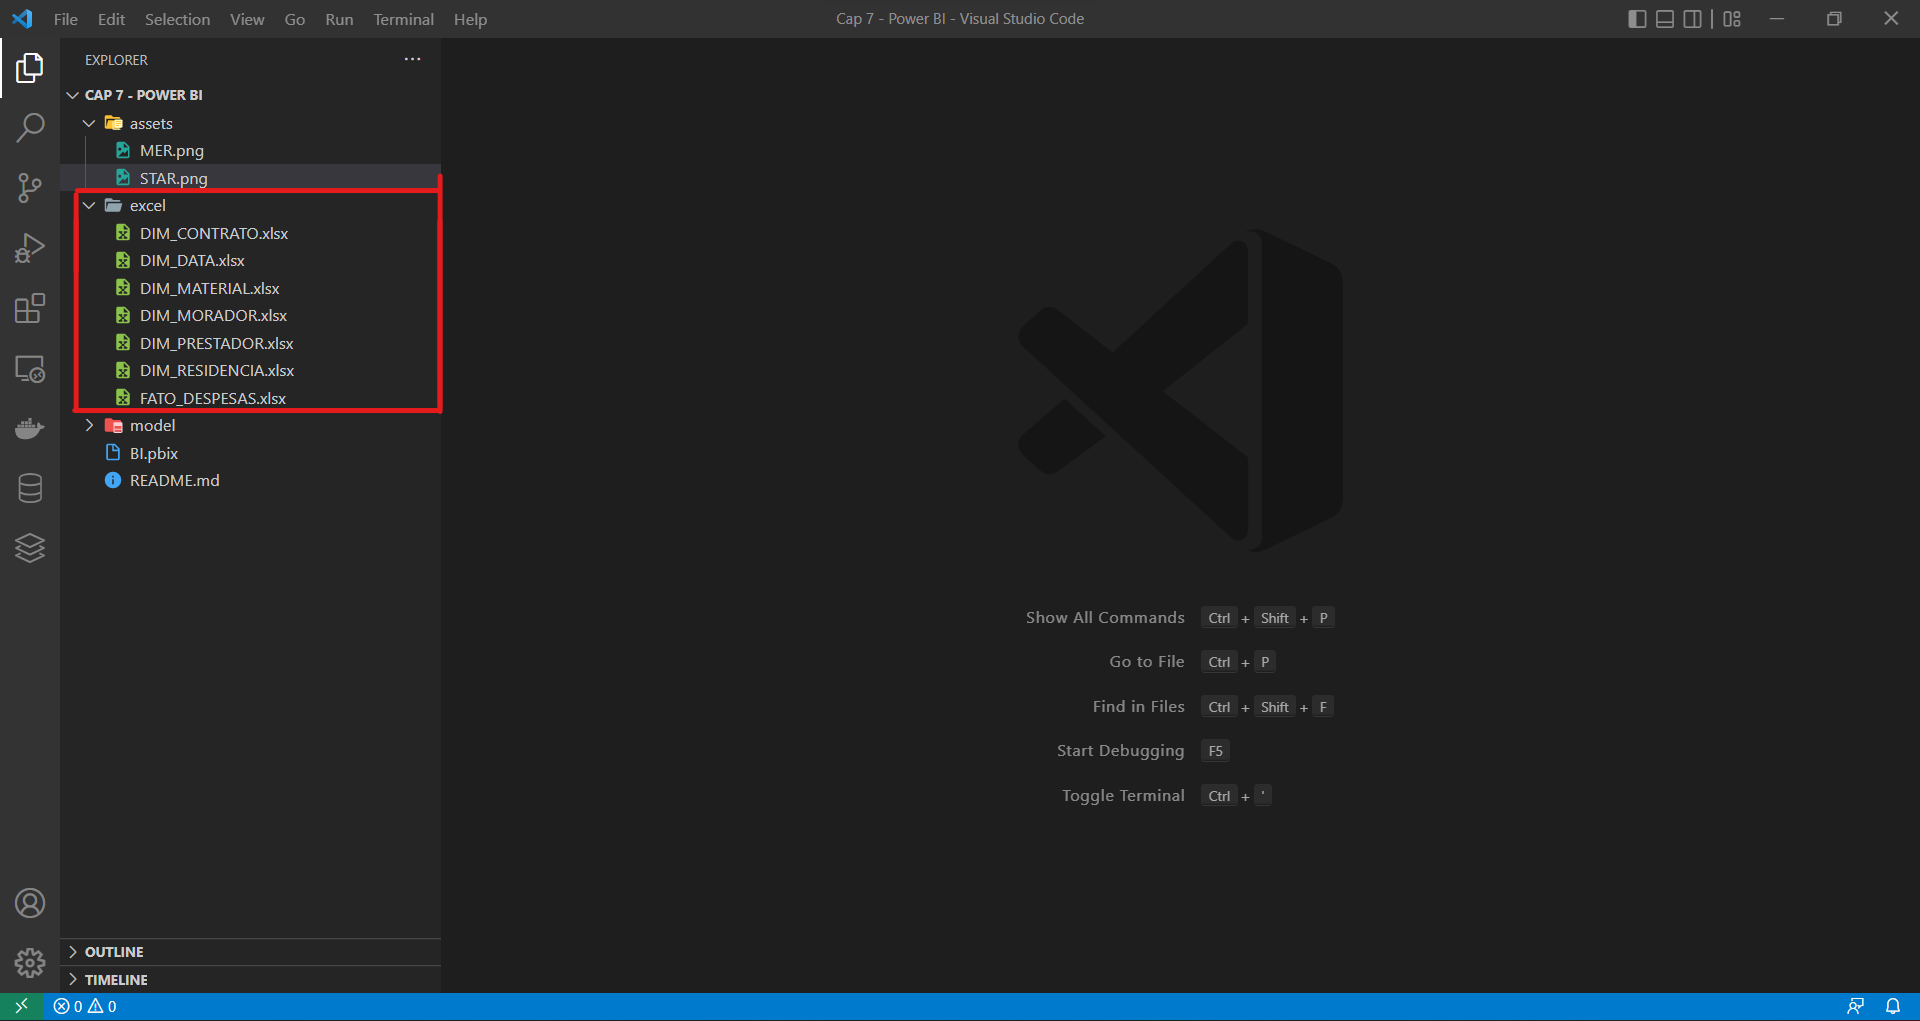 File Edit Selection View Go Run Terminal Help
Cap 7 - Power BI - Visual Studio Code
EXPLORER
CAP 7 - POWER BI
assets
MER.png
STAR.png
excel
DIM_CONTRATO.xlsx
DIM_DATA.xlsx
DIM_MATERIAL.xlsx
DIM_MORADOR.xlsx
DIM_PRESTADOR.xlsx
DIM_RESIDENCIA.xlsx
FATO_DESPESAS.xlsx
model
BI.pbix
README.md
Show All Commands Ctrl + Shift + P
Go to File Ctrl + P
Find in Files Ctrl + Shift + F
Start Debugging F5
Toggle Terminal Ctrl + '
OUTLINE
TIMELINE
0 0